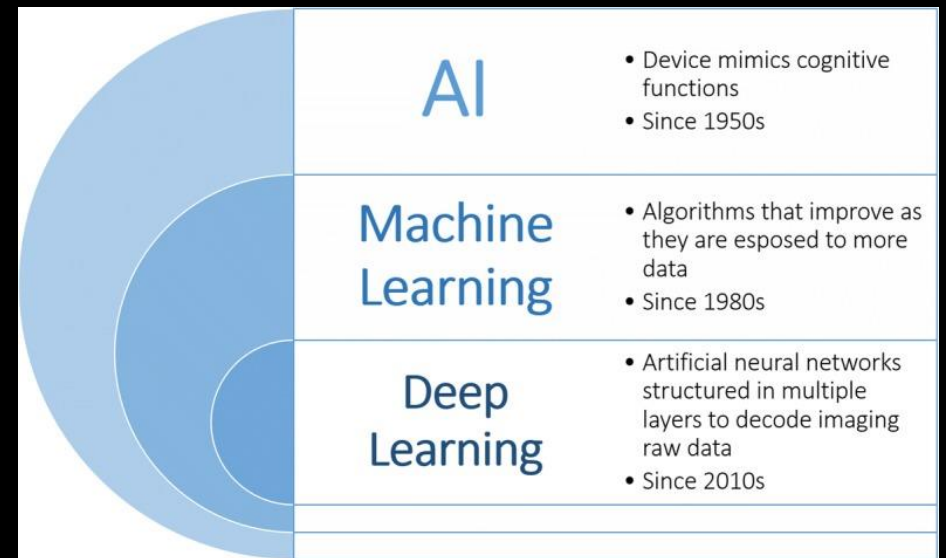 AI
• Device mimics cognitive
functions
• Since 1950s
Machine
Learning
• Algorithms that improve as
they are esposed to more
data
• Since 1980s
Deep
Learning
• Artificial neural networks
structured in multiple
layers to decode imaging
raw data
• Since 2010s